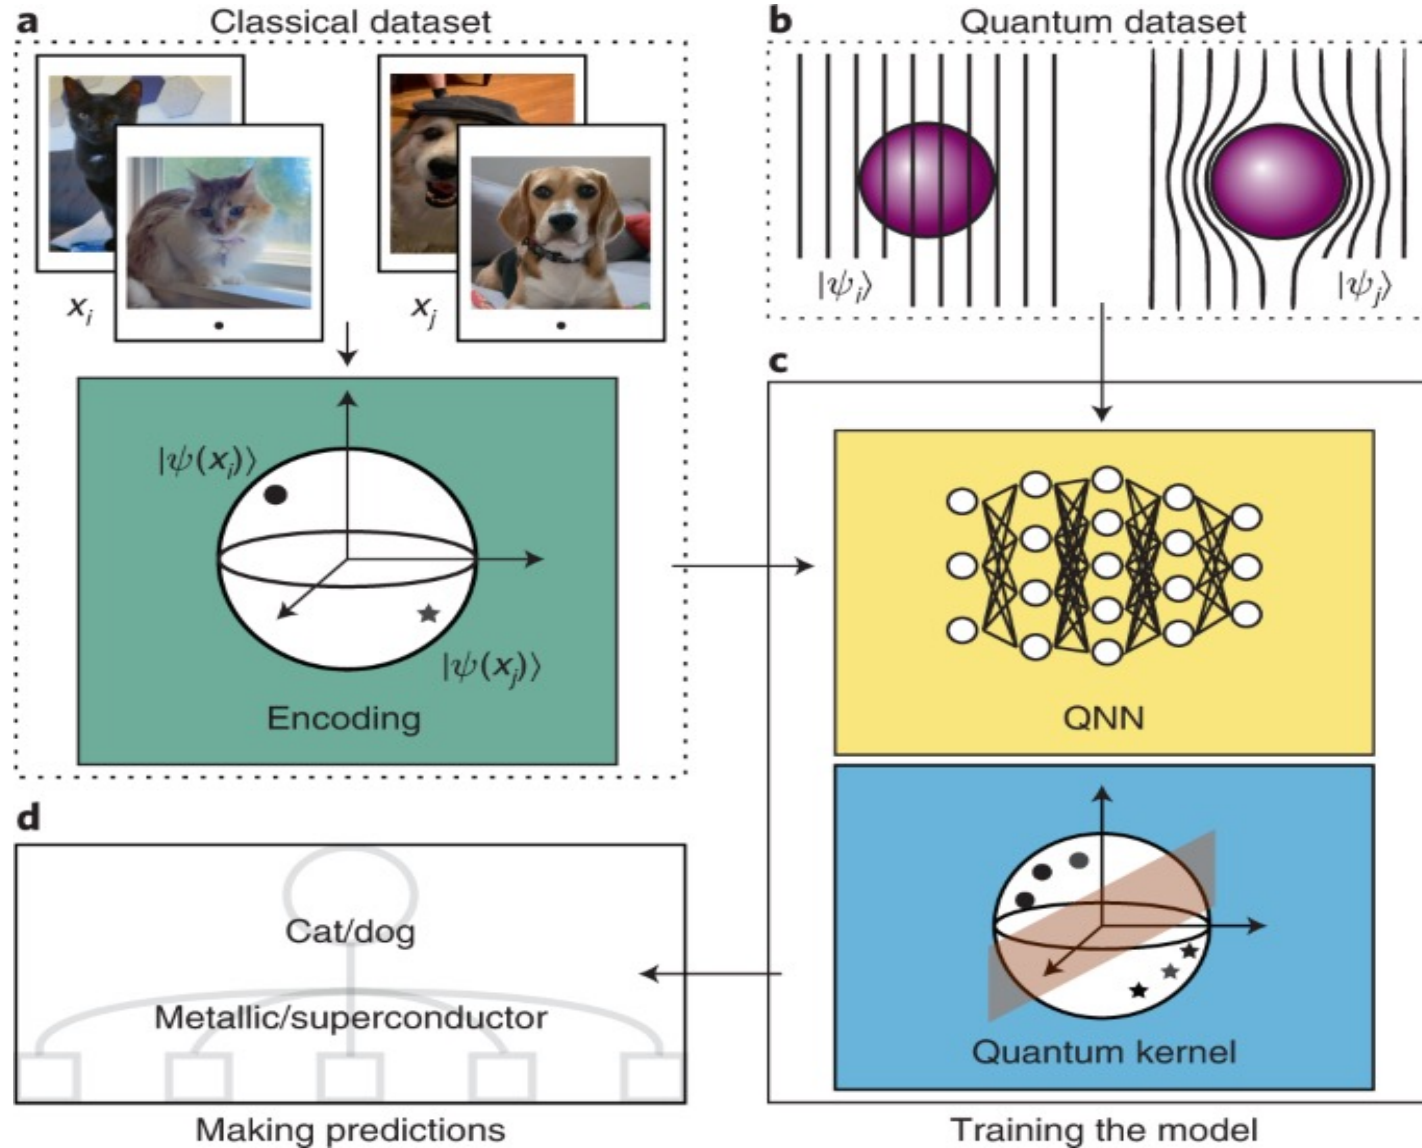 a Classical dataset
x_i
x_j
|ψ(x_i)⟩
|ψ(x_j)⟩
Encoding
b Quantum dataset
|ψ_i⟩
|ψ_j⟩
c
QNN
Quantum kernel
Training the model
d
Cat/dog
Metallic/superconductor
Making predictions